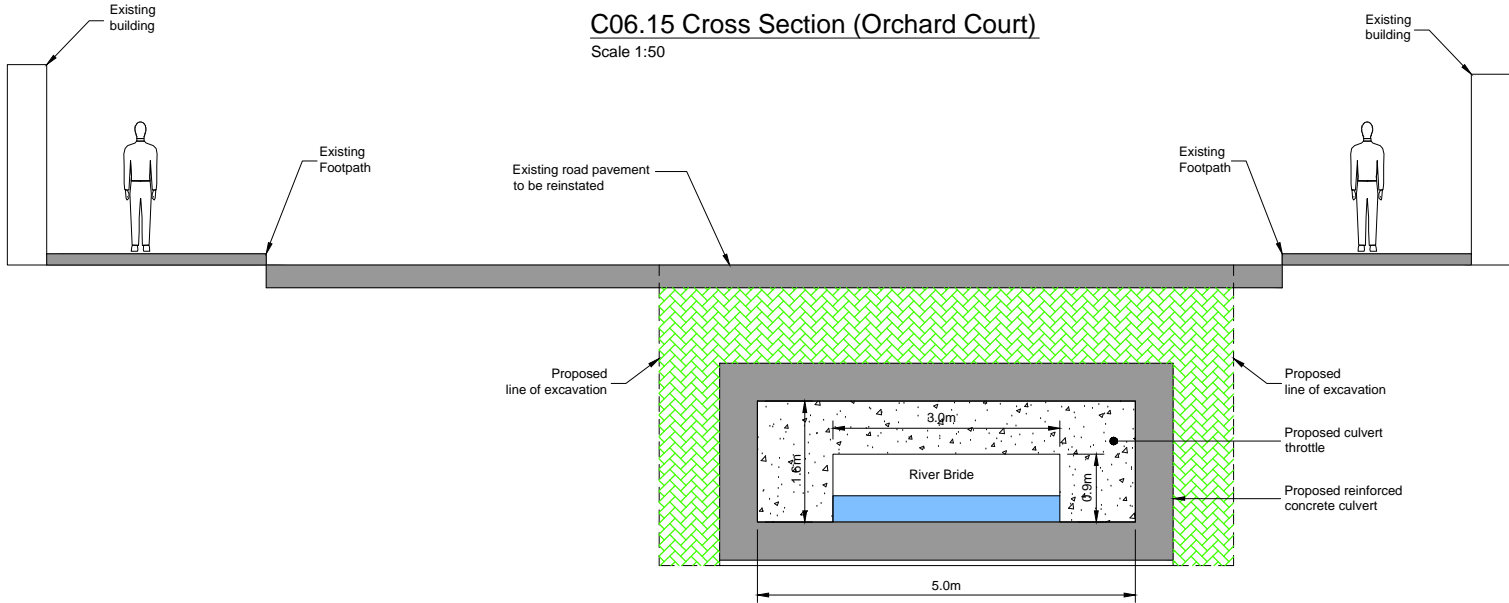 C06.15 Cross Section (Orchard Court)
Scale 1:50
Existing
building
Existing
building
Existing
Footpath
Existing road pavement
to be reinstated
Existing
Footpath
Proposed
line of excavation
Proposed
line of excavation
3.0m
1.6m
River Bride
0.9m
Proposed culvert
throttle
Proposed reinforced
concrete culvert
5.0m